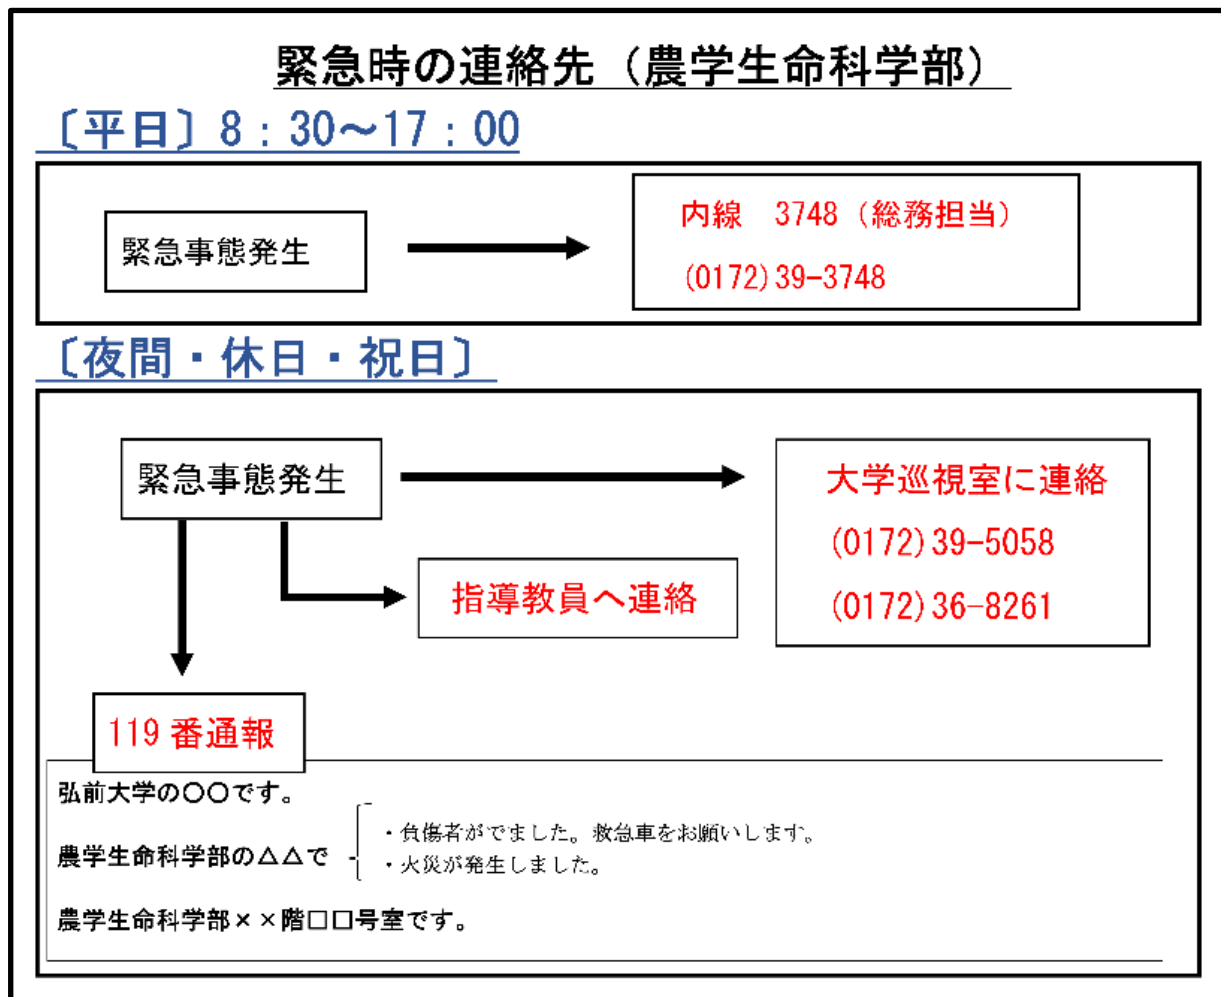 緊急時の連絡先（農学生命科学部）
〔平日〕8：30～17：00
緊急事態発生
内線　3748（総務担当）
(0172)39-3748
〔夜間・休日・祝日〕
緊急事態発生
大学巡視室に連絡
(0172)39-5058
(0172)36-8261
指導教員へ連絡
119番通報
弘前大学の〇〇です。
農学生命科学部の△△で
・負傷者がでました。救急車をお願いします。
・火災が発生しました。
農学生命科学部××階□□号室です。